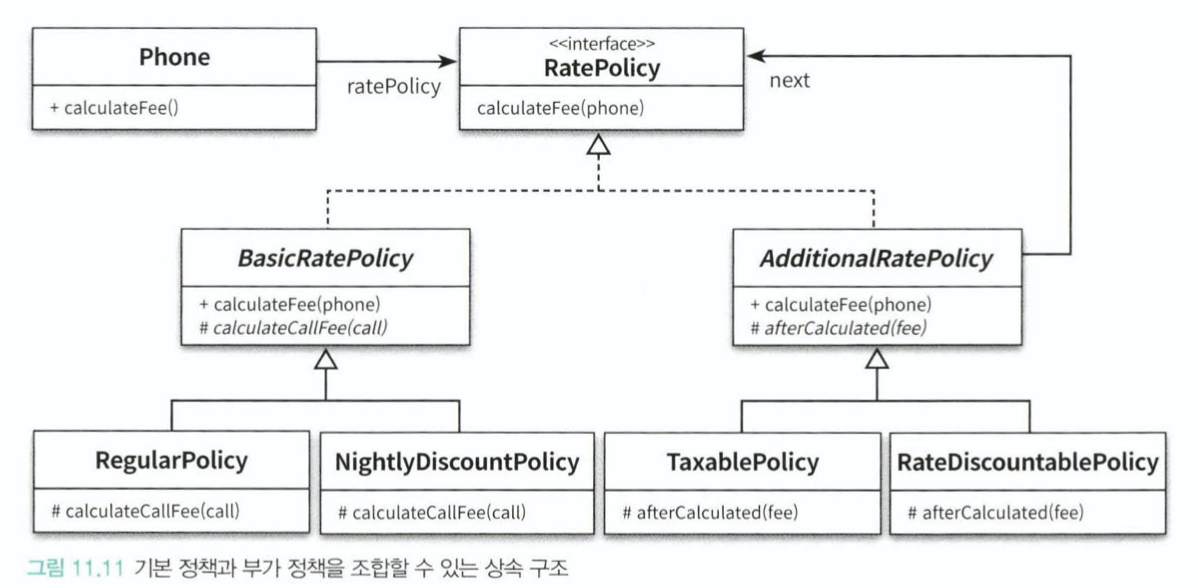 Phone
+ calculateFee()
ratePolicy
<<interface>>
RatePolicy
calculateFee(phone)
next
BasicRatePolicy
+ calculateFee(phone)
# calculateCallFee(call)
AdditionalRatePolicy
+ calculateFee(phone)
# afterCalculated(fee)
RegularPolicy
# calculateCallFee(call)
NightlyDiscountPolicy
# calculateCallFee(call)
TaxablePolicy
# afterCalculated(fee)
RateDiscountablePolicy
# afterCalculated(fee)
그림 11.11 기본 정책과 부가 정책을 조합할 수 있는 상속 구조